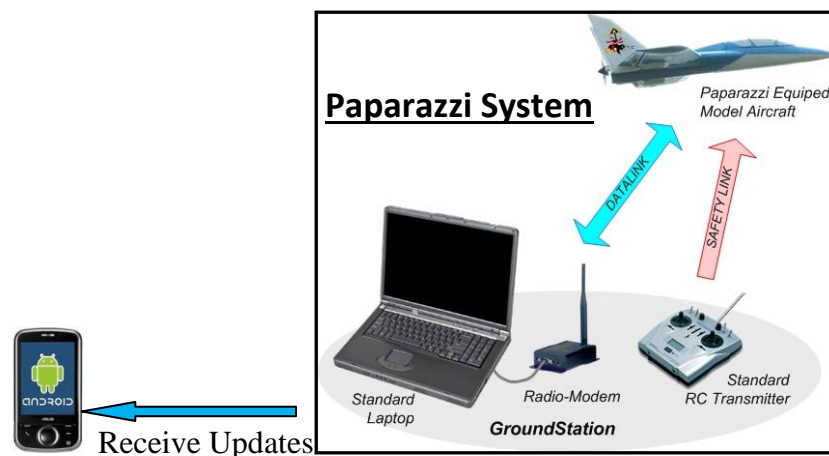 Paparazzi System
Paparazzi Equiped
Model Aircraft
DATALINK
SAFETY LINK
Standard
Laptop
Radio-Modem
Standard
RC Transmitter
GroundStation
ANDROID
ASUS
Receive Updates